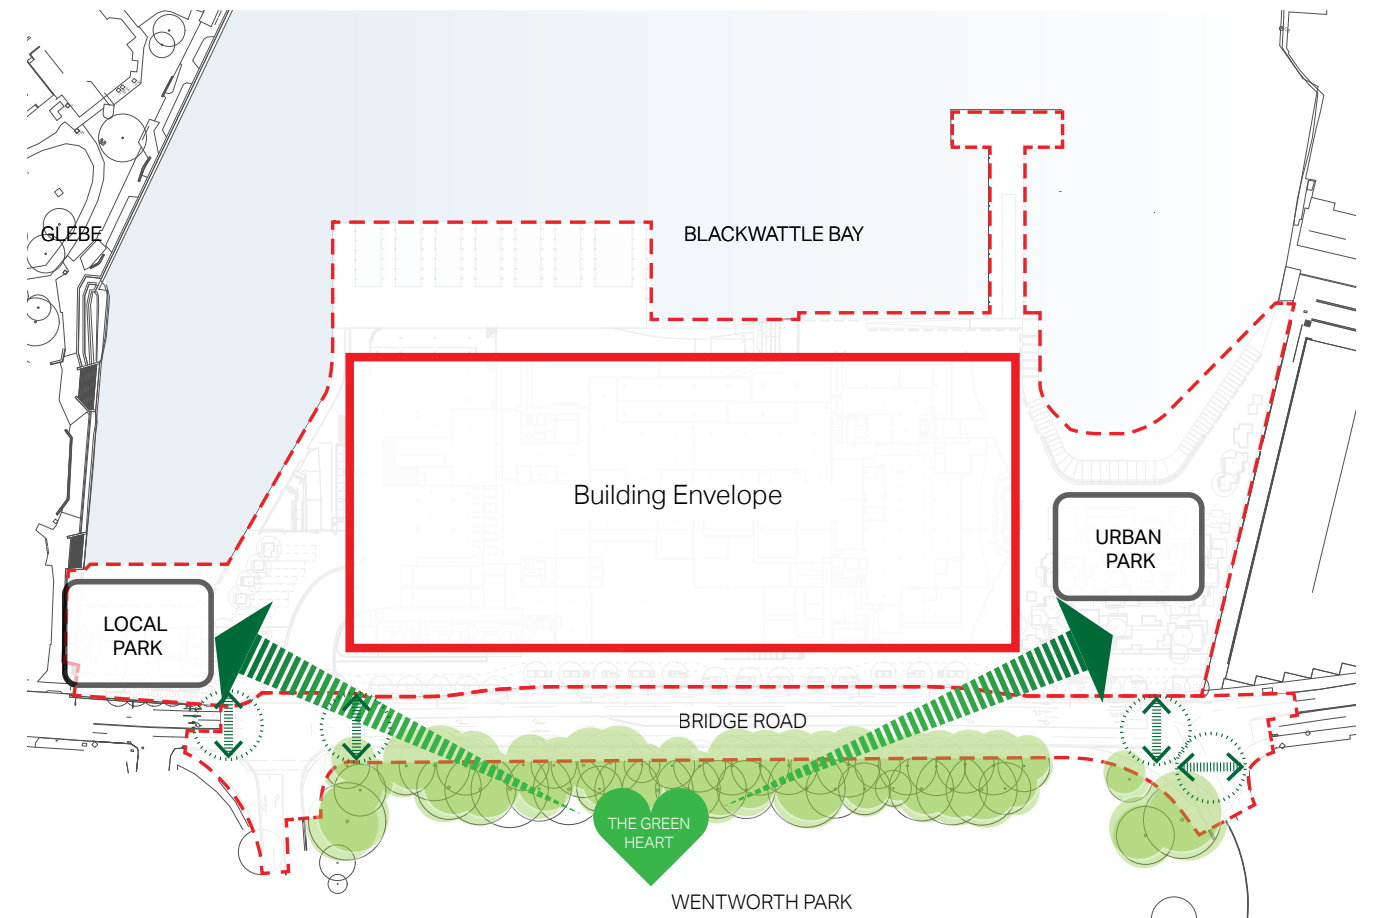 GLEBE
BLACKWATTLE BAY
Building Envelope
URBAN
PARK
LOCAL
PARK
BRIDGE ROAD
THE GREEN
HEART
WENTWORTH PARK